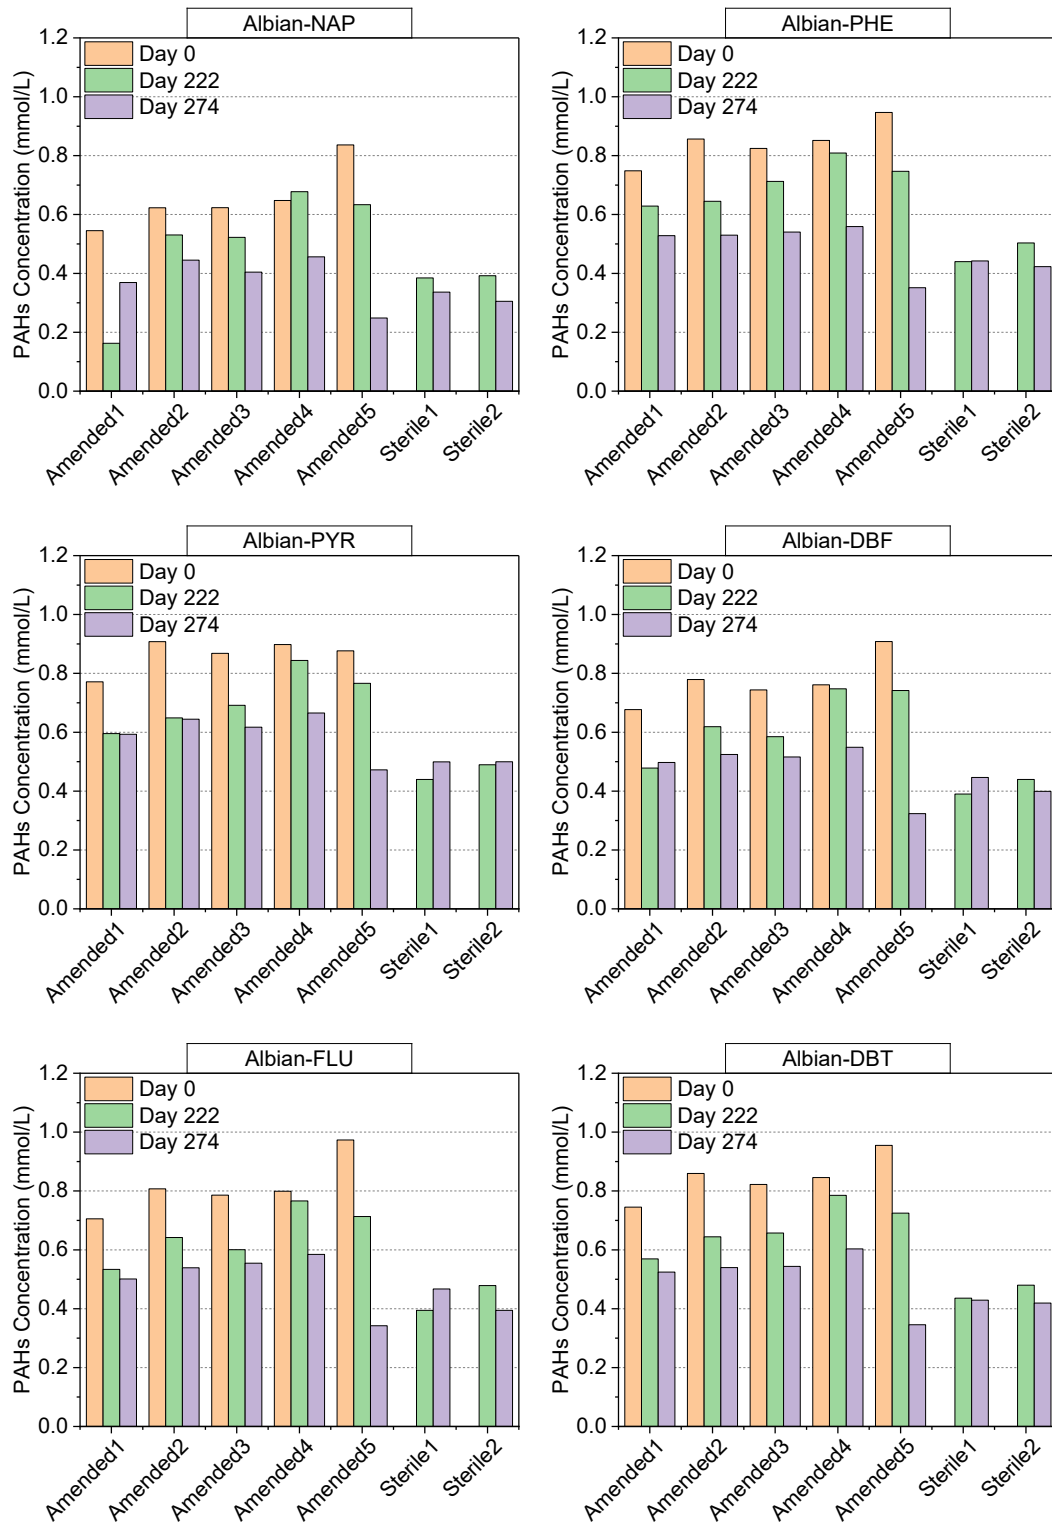 Albian-NAP
Day 0
Day 222
Day 274
PAHs Concentration (mmol/L)
1.2
1.0
0.8
0.6
0.4
0.2
0.0
Amended1
Amended2
Amended3
Amended4
Amended5
Sterile1
Sterile2
Albian-PHE
Day 0
Day 222
Day 274
PAHs Concentration (mmol/L)
1.2
1.0
0.8
0.6
0.4
0.2
0.0
Amended1
Amended2
Amended3
Amended4
Amended5
Sterile1
Sterile2
Albian-PYR
Day 0
Day 222
Day 274
PAHs Concentration (mmol/L)
1.2
1.0
0.8
0.6
0.4
0.2
0.0
Amended1
Amended2
Amended3
Amended4
Amended5
Sterile1
Sterile2
Albian-DBF
Day 0
Day 222
Day 274
PAHs Concentration (mmol/L)
1.2
1.0
0.8
0.6
0.4
0.2
0.0
Amended1
Amended2
Amended3
Amended4
Amended5
Sterile1
Sterile2
Albian-FLU
Day 0
Day 222
Day 274
PAHs Concentration (mmol/L)
1.2
1.0
0.8
0.6
0.4
0.2
0.0
Amended1
Amended2
Amended3
Amended4
Amended5
Sterile1
Sterile2
Albian-DBT
Day 0
Day 222
Day 274
PAHs Concentration (mmol/L)
1.2
1.0
0.8
0.6
0.4
0.2
0.0
Amended1
Amended2
Amended3
Amended4
Amended5
Sterile1
Sterile2